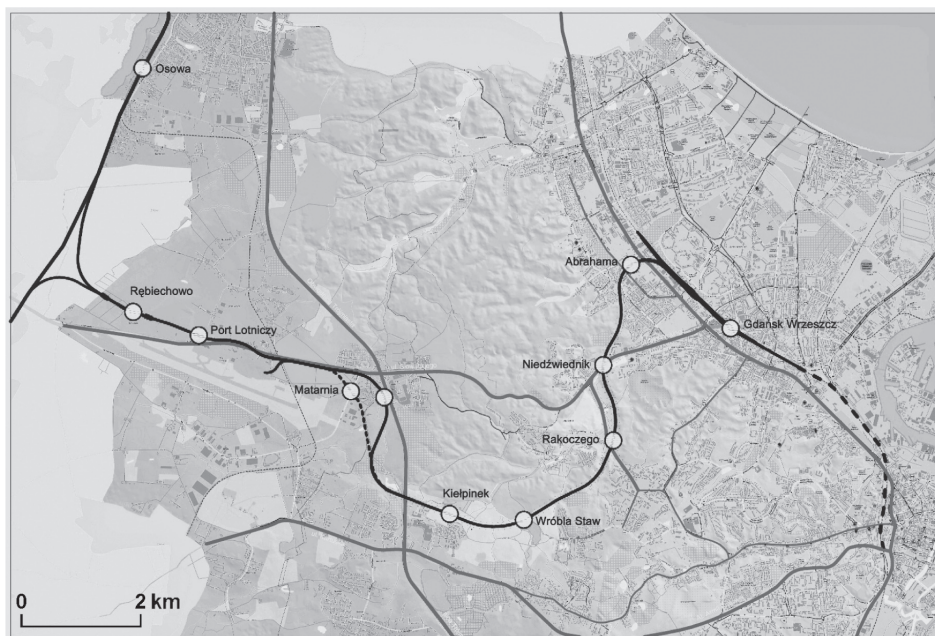 Osowa
Rębiechowo
Port Lotniczy
Matarnia
Kiełpinek
Wróbla Staw
Rakoczego
Niedźwiednik
Abrahama
Gdańsk Wrzeszcz
0 2 km